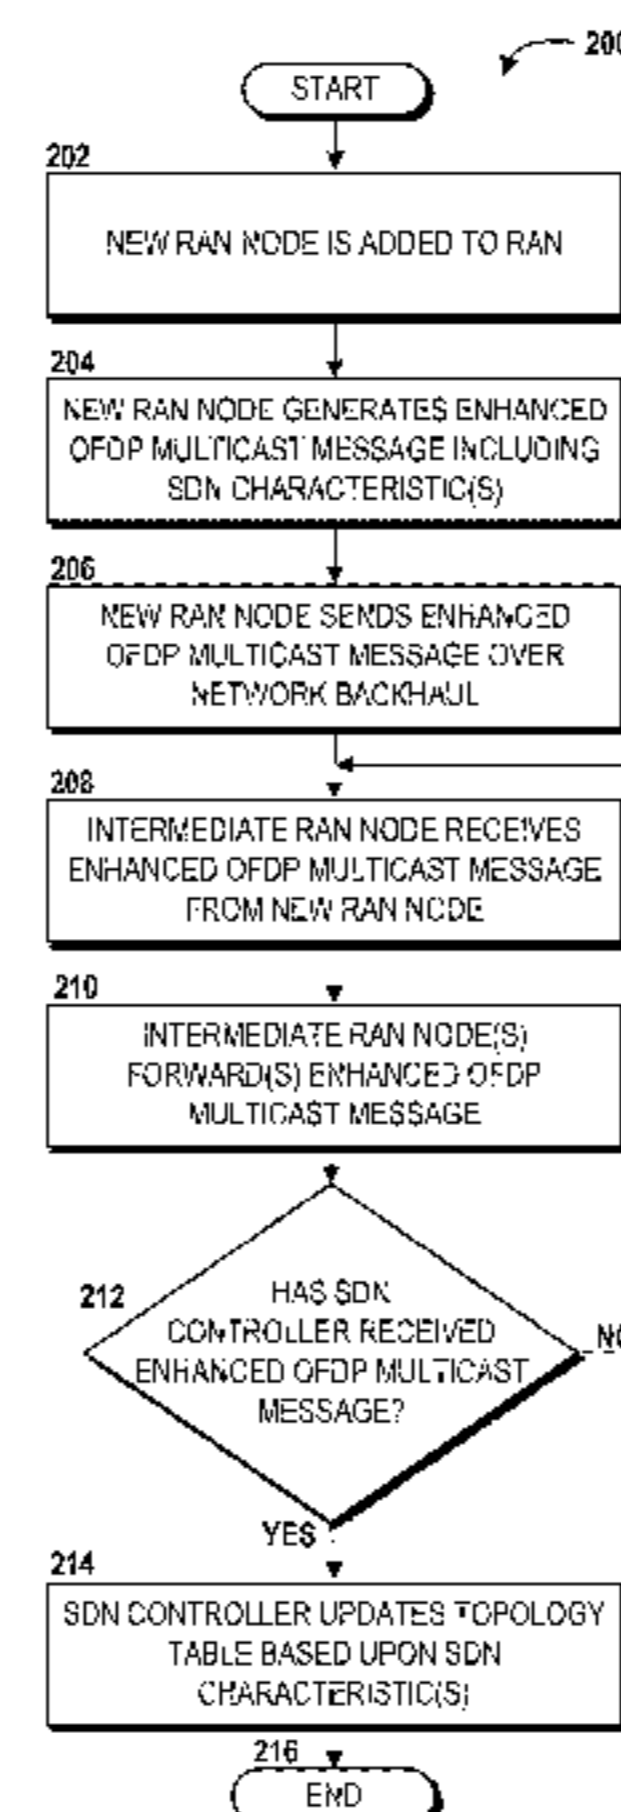 200
START
202
NEW RAN NODE IS ADDED TO RAN
204
NEW RAN NODE GENERATES ENHANCED
OFDP MULTICAST MESSAGE INCLUDING
SDN CHARACTERISTIC(S)
206
NEW RAN NODE SENDS ENHANCED
OFDP MULTICAST MESSAGE OVER
NETWORK BACKHAUL
208
INTERMEDIATE RAN NODE RECEIVES
ENHANCED OFDP MULTICAST MESSAGE
FROM NEW RAN NODE
210
INTERMEDIATE RAN NODE(S)
FORWARD(S) ENHANCED OFDP
MULTICAST MESSAGE
212
HAS SDN
CONTROLLER RECEIVED
ENHANCED OFDP MULTICAST
MESSAGE?
NO
YES
214
SDN CONTROLLER UPDATES TOPOLOGY
TABLE BASED UPON SDN
CHARACTERISTIC(S)
216
END